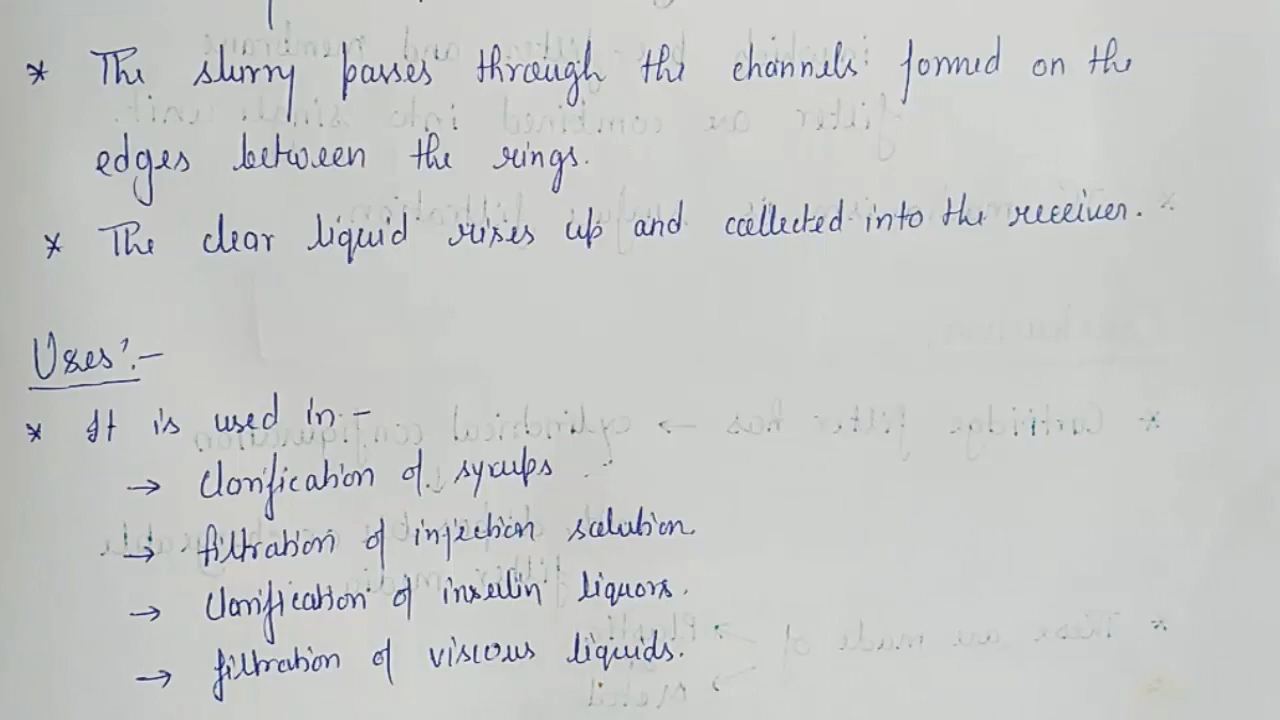 * The slurry passes through the channels formed on the
edges between the rings.
* The clear liquid rises up and collected into the receiver.
Uses :-
* It is used in :-
→ Clarification of syrups
→ filtration of injection solution.
→ Clarification of insulin liquors.
→ filtration of viscous liquids.